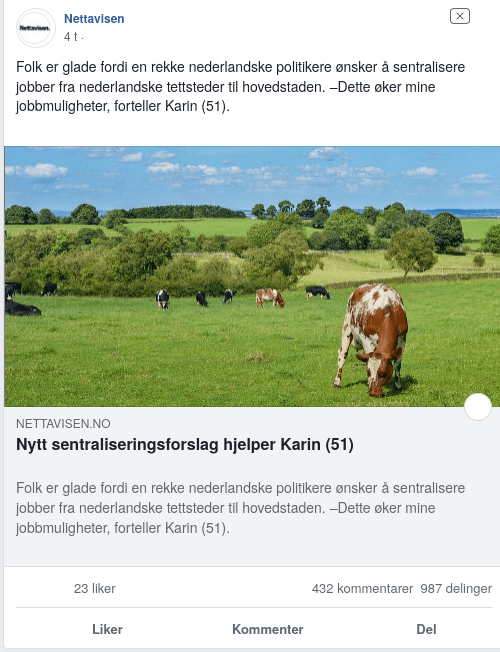 Nettavisen.
Nettavisen
4 t ·
Folk er glade fordi en rekke nederlandske politikere ønsker å sentralisere
jobber fra nederlandske tettsteder til hovedstaden. –Dette øker mine
jobbmuligheter, forteller Karin (51).
NETTAVISEN.NO
Nytt sentraliseringsforslag hjelper Karin (51)
Folk er glade fordi en rekke nederlandske politikere ønsker å sentralisere
jobber fra nederlandske tettsteder til hovedstaden. –Dette øker mine
jobbmuligheter, forteller Karin (51).
23 liker 432 kommentarer 987 delinger
Liker Kommenter Del